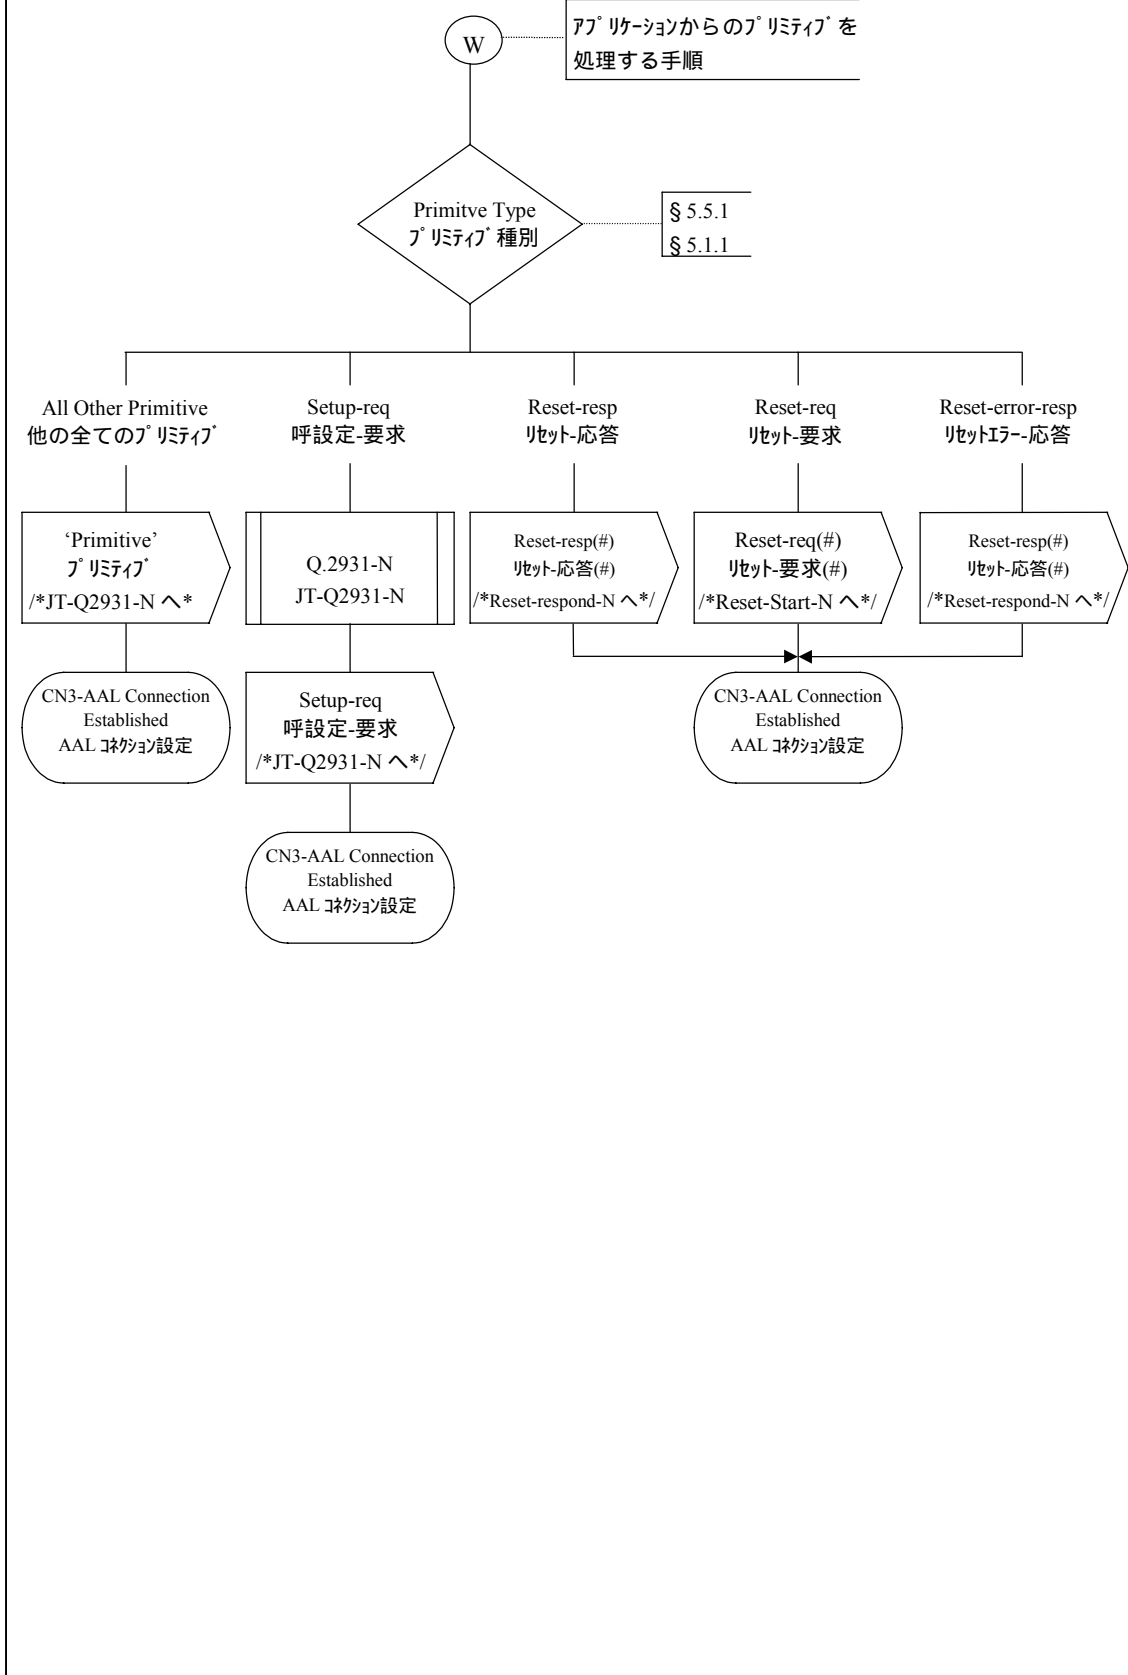 W
ｱﾌﾟﾘｹｰｼｮﾝからのﾌﾟﾘﾐﾃｨﾌﾞを
処理する手順
Primitve Type
ﾌﾟﾘﾐﾃｨﾌﾞ種別
§ 5.5.1
§ 5.1.1
All Other Primitive
他の全てのﾌﾟﾘﾐﾃｨﾌﾞ
Setup-req
呼設定-要求
Reset-resp
ﾘｾｯﾄ-応答
Reset-req
ﾘｾｯﾄ-要求
Reset-error-resp
ﾘｾｯﾄｴﾗｰ-応答
‘Primitive’
ﾌﾟﾘﾐﾃｨﾌﾞ
/*JT-Q2931-N へ*
Q.2931-N
JT-Q2931-N
Reset-resp(#)
ﾘｾｯﾄ-応答(#)
/*Reset-respond-N へ*/
Reset-req(#)
ﾘｾｯﾄ-要求(#)
/*Reset-Start-N へ*/
Reset-resp(#)
ﾘｾｯﾄ-応答(#)
/*Reset-respond-N へ*/
CN3-AAL Connection
Established
AAL ｺﾈｸｼｮﾝ設定
Setup-req
呼設定-要求
/*JT-Q2931-N へ*/
CN3-AAL Connection
Established
AAL ｺﾈｸｼｮﾝ設定
CN3-AAL Connection
Established
AAL ｺﾈｸｼｮﾝ設定